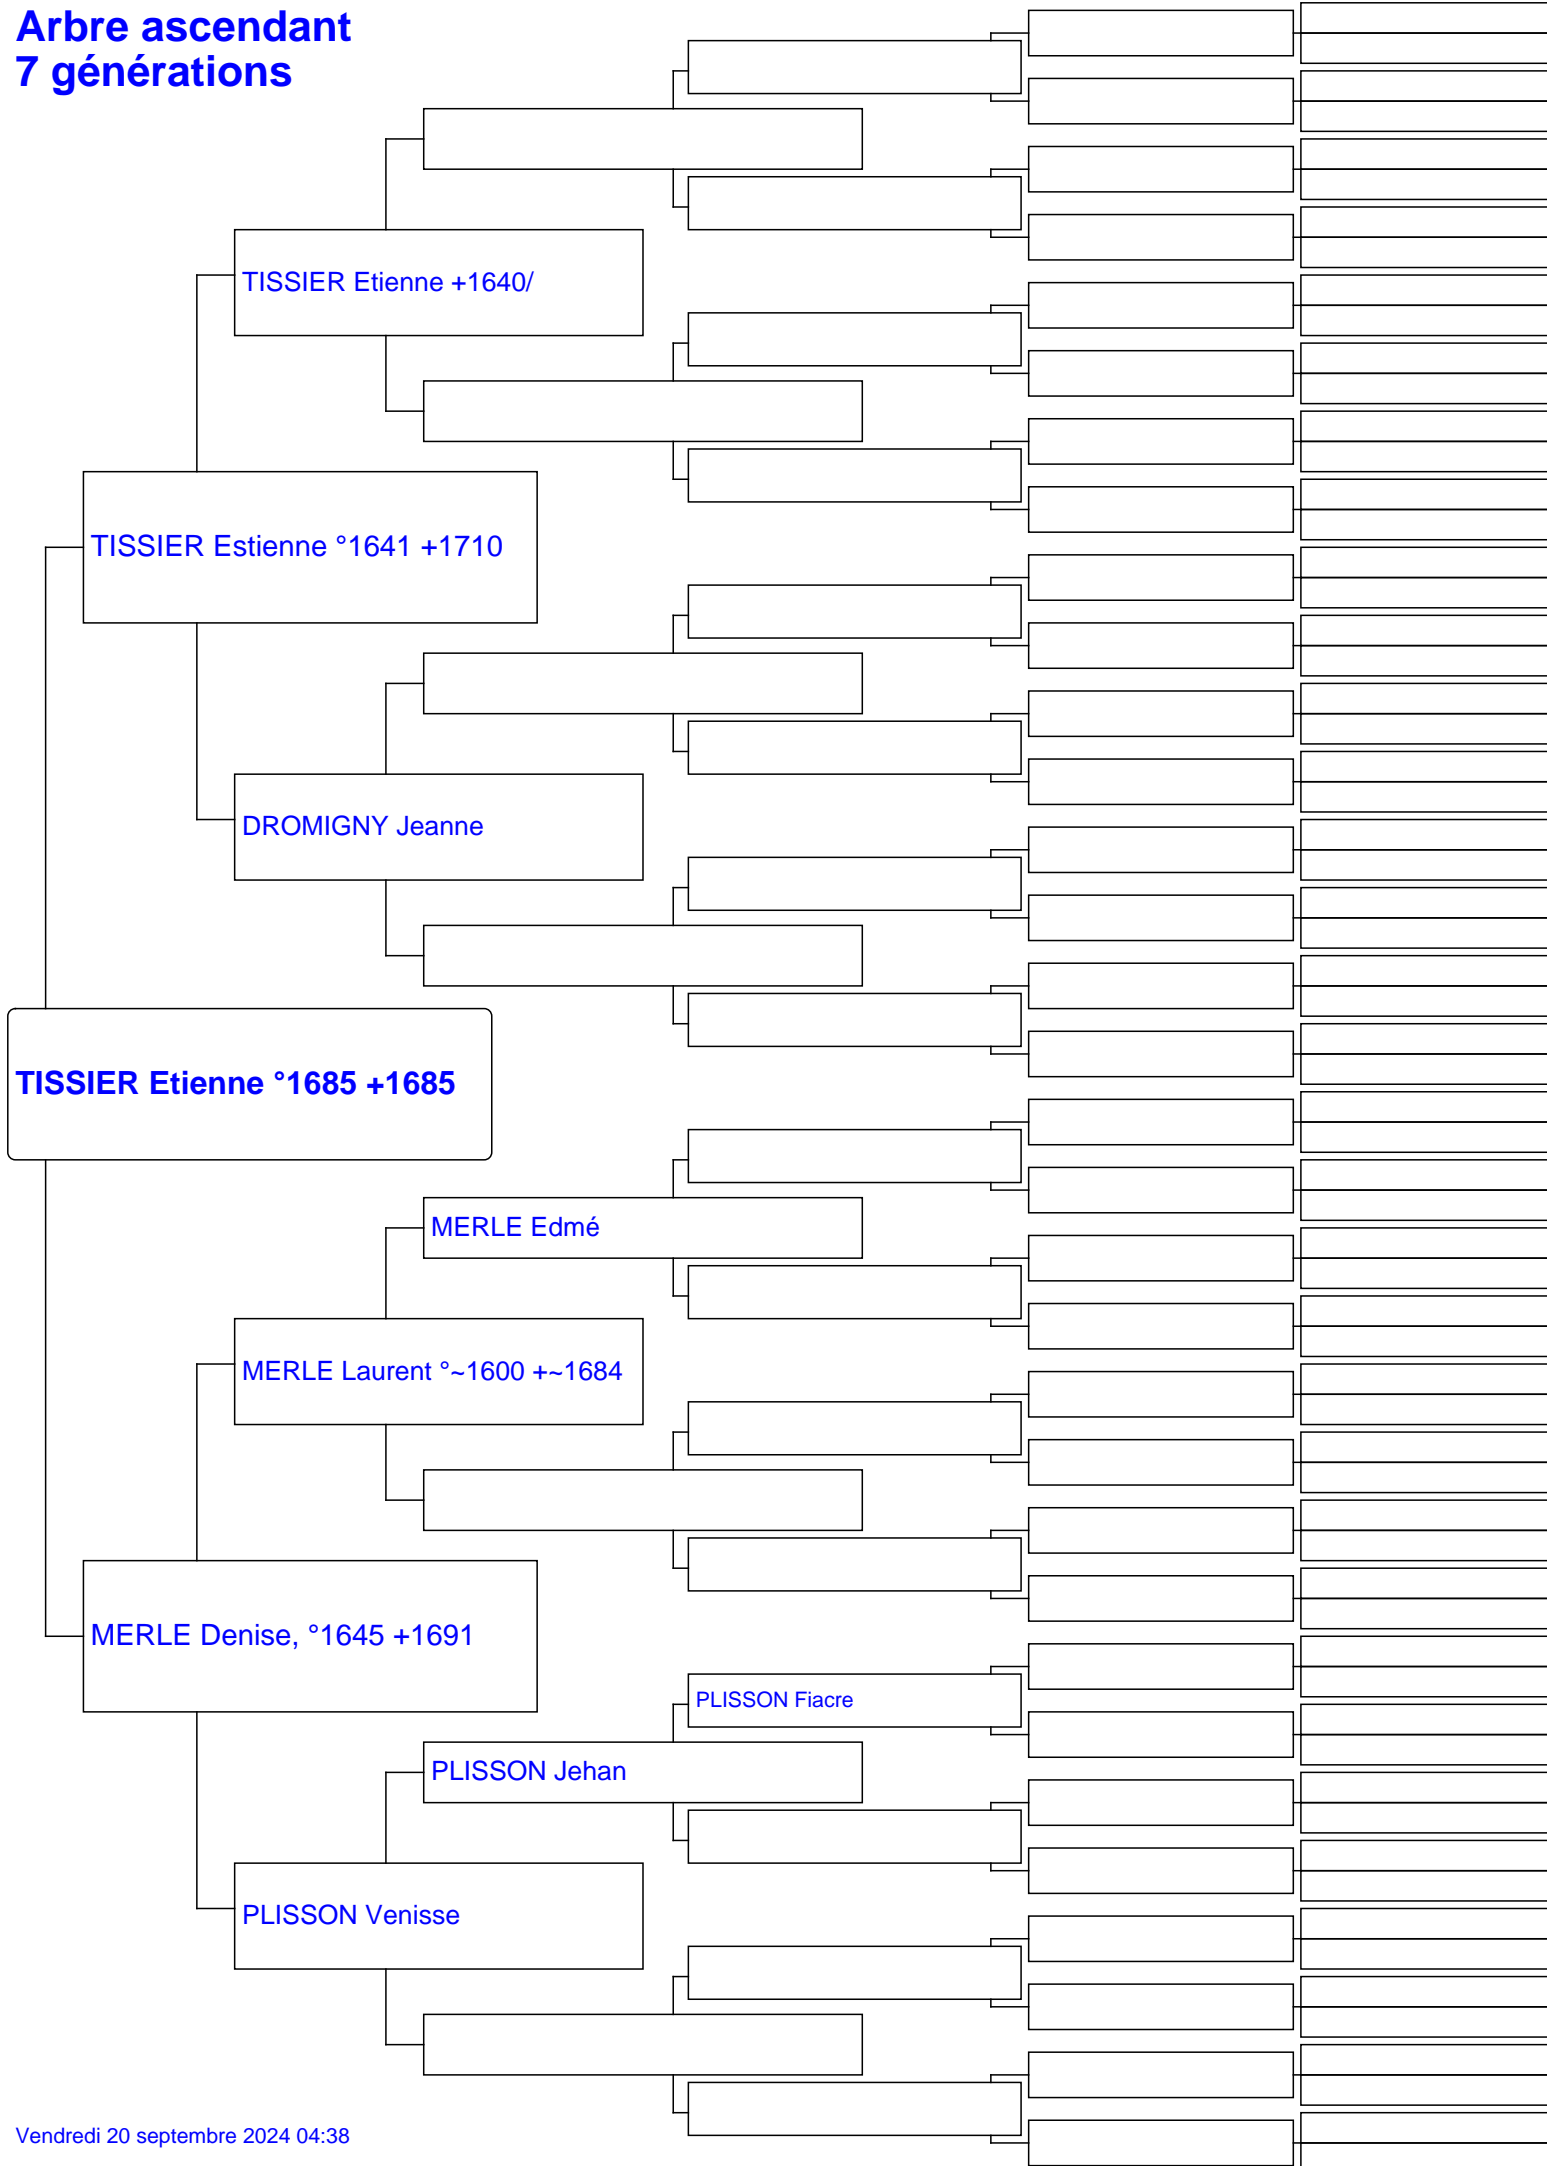 Arbre ascendant
7 générations
TISSIER Etienne +1640/
TISSIER Estienne °1641 +1710
DROMIGNY Jeanne
TISSIER Etienne °1685 +1685
MERLE Edmé
MERLE Laurent °~1600 +~1684
MERLE Denise, °1645 +1691
PLISSON Fiacre
PLISSON Jehan
PLISSON Venisse
Vendredi 20 septembre 2024 04:38